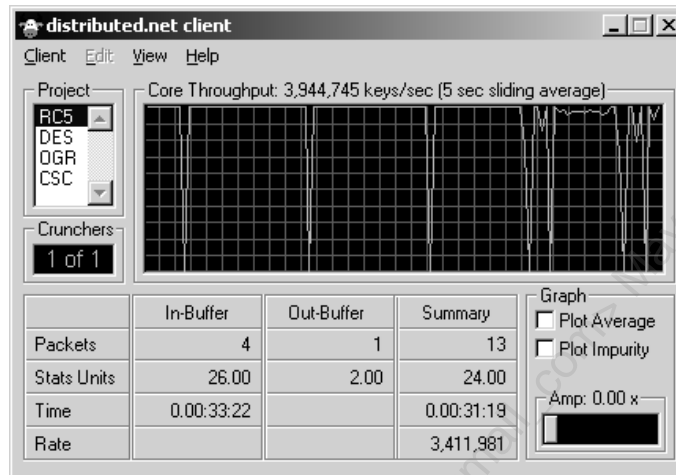 distributed.net client
Client Edit View Help
Project
RC5
DES
OGR
CSC
Crunchers
1 of 1
Core Throughput: 3,944,745 keys/sec (5 sec sliding average)
In-Buffer Out-Buffer Summary
Packets 4 1 13
Stats Units 26.00 2.00 24.00
Time 0.00:33:22 0.00:31:19
Rate 3,411,981
Graph
Plot Average
Plot Impurity
Amp: 0.00 x